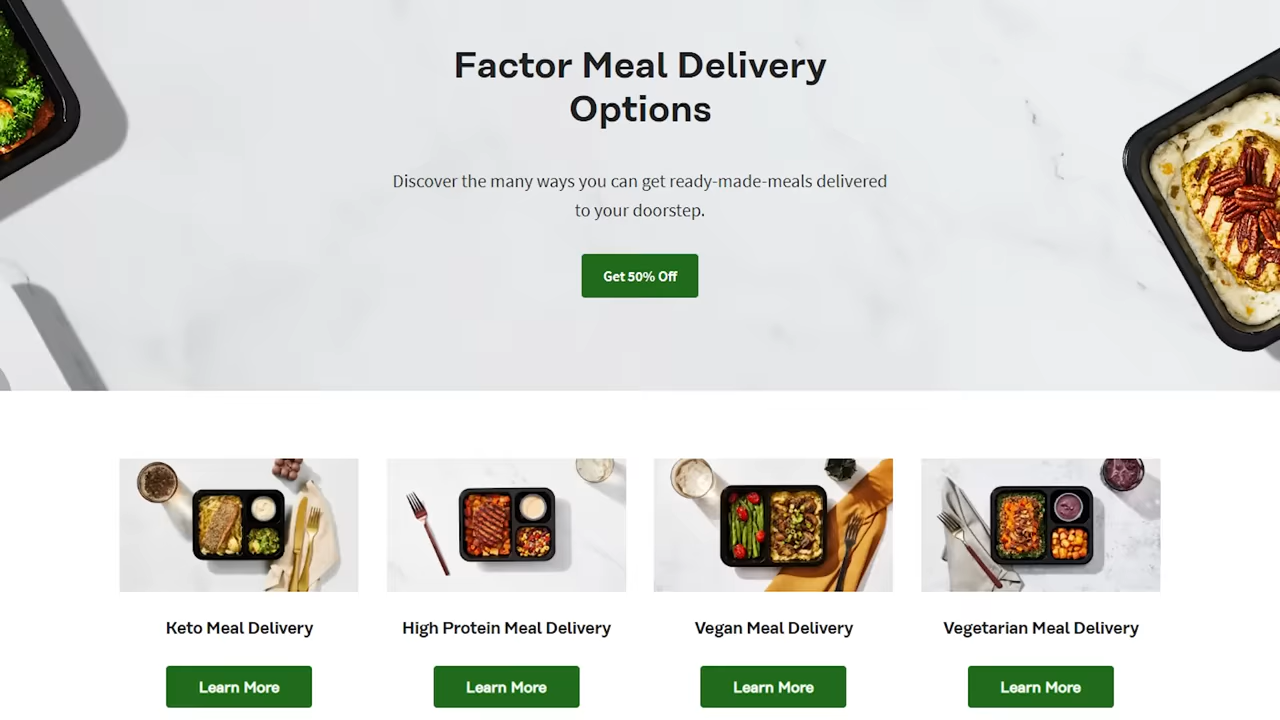 Factor Meal Delivery
Options
Discover the many ways you can get ready-made-meals delivered
to your doorstep.
Get 50% Off
Keto Meal Delivery
High Protein Meal Delivery
Vegan Meal Delivery
Vegetarian Meal Delivery
Learn More
Learn More
Learn More
Learn More